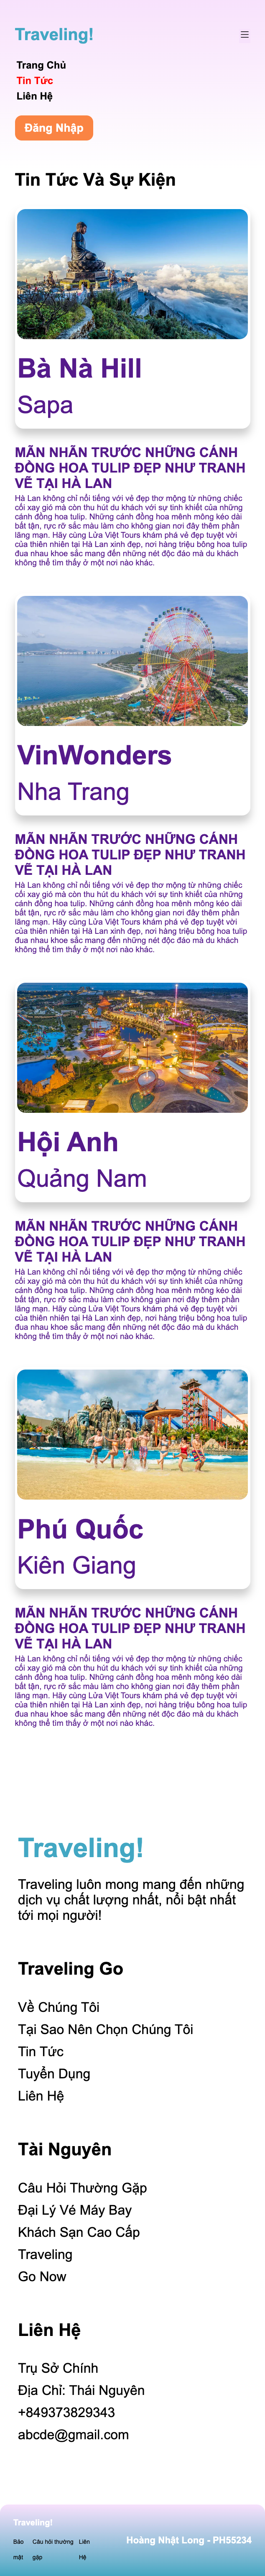 Traveling!
Trang Chủ
Tin Tức
Liên Hệ
Đăng Nhập
Tin Tức Và Sự Kiện
Bà Nà Hill
Sapa
MÃN NHÃN TRƯỚC NHỮNG CÁNH
ĐỒNG HOA TULIP ĐẸP NHƯ TRANH
VẼ TẠI HÀ LAN
Hà Lan không chỉ nổi tiếng với vẻ đẹp thơ mộng từ những chiếc
cối xay gió mà còn thu hút du khách với sự tinh khiết của những
cánh đồng hoa tulip. Những cánh đồng hoa mênh mông kéo dài
bất tận, rực rỡ sắc màu làm cho không gian nơi đây thêm phần
lãng mạn. Hãy cùng Lửa Việt Tours khám phá vẻ đẹp tuyệt vời
của thiên nhiên tại Hà Lan xinh đẹp, nơi hàng triệu bông hoa tulip
đua nhau khoe sắc mang đến những nét độc đáo mà du khách
không thể tìm thấy ở một nơi nào khác.
VinWonders
Nha Trang
MÃN NHÃN TRƯỚC NHỮNG CÁNH
ĐỒNG HOA TULIP ĐẸP NHƯ TRANH
VẼ TẠI HÀ LAN
Hà Lan không chỉ nổi tiếng với vẻ đẹp thơ mộng từ những chiếc
cối xay gió mà còn thu hút du khách với sự tinh khiết của những
cánh đồng hoa tulip. Những cánh đồng hoa mênh mông kéo dài
bất tận, rực rỡ sắc màu làm cho không gian nơi đây thêm phần
lãng mạn. Hãy cùng Lửa Việt Tours khám phá vẻ đẹp tuyệt vời
của thiên nhiên tại Hà Lan xinh đẹp, nơi hàng triệu bông hoa tulip
đua nhau khoe sắc mang đến những nét độc đáo mà du khách
không thể tìm thấy ở một nơi nào khác.
Hội Anh
Quảng Nam
MÃN NHÃN TRƯỚC NHỮNG CÁNH
ĐỒNG HOA TULIP ĐẸP NHƯ TRANH
VẼ TẠI HÀ LAN
Hà Lan không chỉ nổi tiếng với vẻ đẹp thơ mộng từ những chiếc
cối xay gió mà còn thu hút du khách với sự tinh khiết của những
cánh đồng hoa tulip. Những cánh đồng hoa mênh mông kéo dài
bất tận, rực rỡ sắc màu làm cho không gian nơi đây thêm phần
lãng mạn. Hãy cùng Lửa Việt Tours khám phá vẻ đẹp tuyệt vời
của thiên nhiên tại Hà Lan xinh đẹp, nơi hàng triệu bông hoa tulip
đua nhau khoe sắc mang đến những nét độc đáo mà du khách
không thể tìm thấy ở một nơi nào khác.
Phú Quốc
Kiên Giang
MÃN NHÃN TRƯỚC NHỮNG CÁNH
ĐỒNG HOA TULIP ĐẸP NHƯ TRANH
VẼ TẠI HÀ LAN
Hà Lan không chỉ nổi tiếng với vẻ đẹp thơ mộng từ những chiếc
cối xay gió mà còn thu hút du khách với sự tinh khiết của những
cánh đồng hoa tulip. Những cánh đồng hoa mênh mông kéo dài
bất tận, rực rỡ sắc màu làm cho không gian nơi đây thêm phần
lãng mạn. Hãy cùng Lửa Việt Tours khám phá vẻ đẹp tuyệt vời
của thiên nhiên tại Hà Lan xinh đẹp, nơi hàng triệu bông hoa tulip
đua nhau khoe sắc mang đến những nét độc đáo mà du khách
không thể tìm thấy ở một nơi nào khác.
Traveling!
Traveling luôn mong mang đến những
dịch vụ chất lượng nhất, nổi bật nhất
tới mọi người!
Traveling Go
Về Chúng Tôi
Tại Sao Nên Chọn Chúng Tôi
Tin Tức
Tuyển Dụng
Liên Hệ
Tài Nguyên
Câu Hỏi Thường Gặp
Đại Lý Vé Máy Bay
Khách Sạn Cao Cấp
Traveling
Go Now
Liên Hệ
Trụ Sở Chính
Địa Chỉ: Thái Nguyên
+849373829343
abcde@gmail.com
Traveling!
Bảo Câu hỏi thường Liên
mật gặp Hệ
Hoàng Nhật Long - PH55234